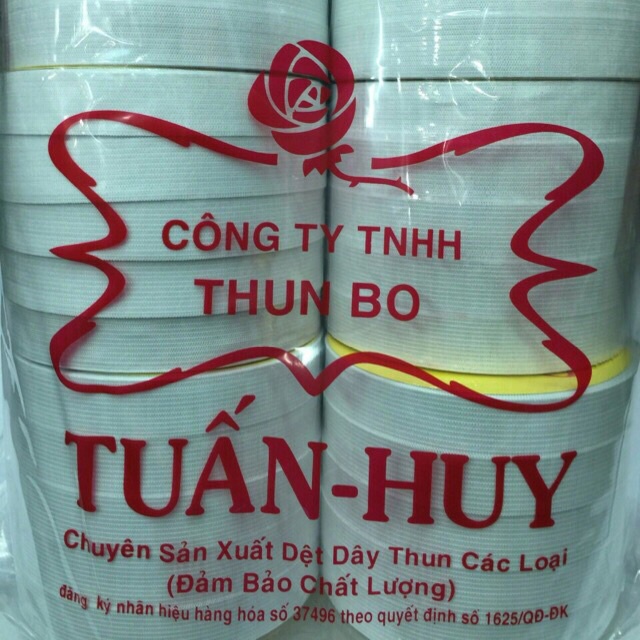 CÔNG TY TNHH
THUN BO
TUẤN-HUY
Chuyên Sản Xuất Dệt Dây Thun Các Loại
(Đảm Bảo Chất Lượng)
đăng ký nhãn hiệu hàng hóa số 37496 theo quyết định số 1625/QĐ-ĐK